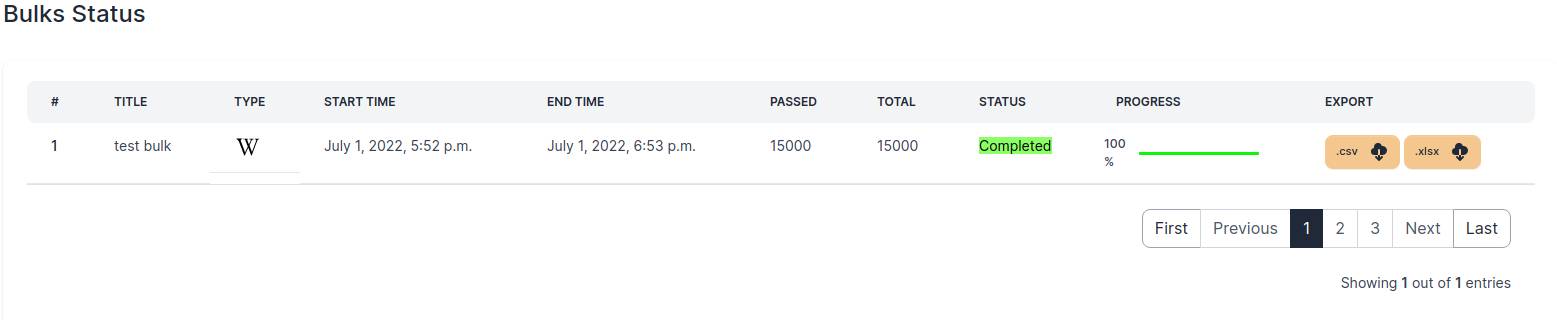 Bulks Status
# TITLE TYPE START TIME END TIME PASSED TOTAL STATUS PROGRESS EXPORT
1 test bulk W July 1, 2022, 5:52 p.m. July 1, 2022, 6:53 p.m. 15000 15000 Completed 100 .csv .xlsx
%
First Previous 1 2 3 Next Last
Showing 1 out of 1 entries